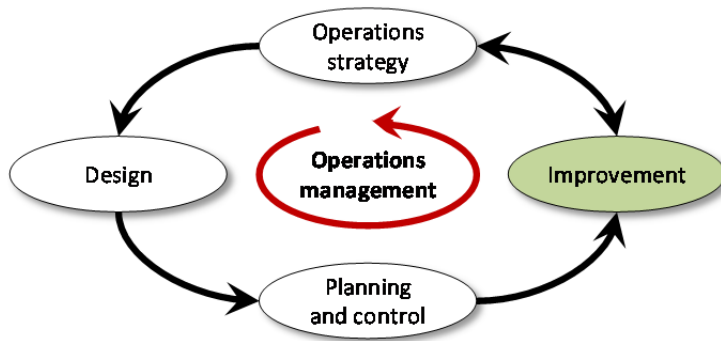 Operations
strategy
Design
Operations
management
Improvement
Planning
and control